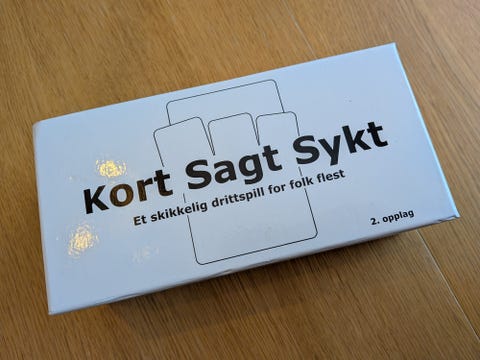 Kort Sagt Sykt
Et skikkelig drittspill for folk flest
2. opplag